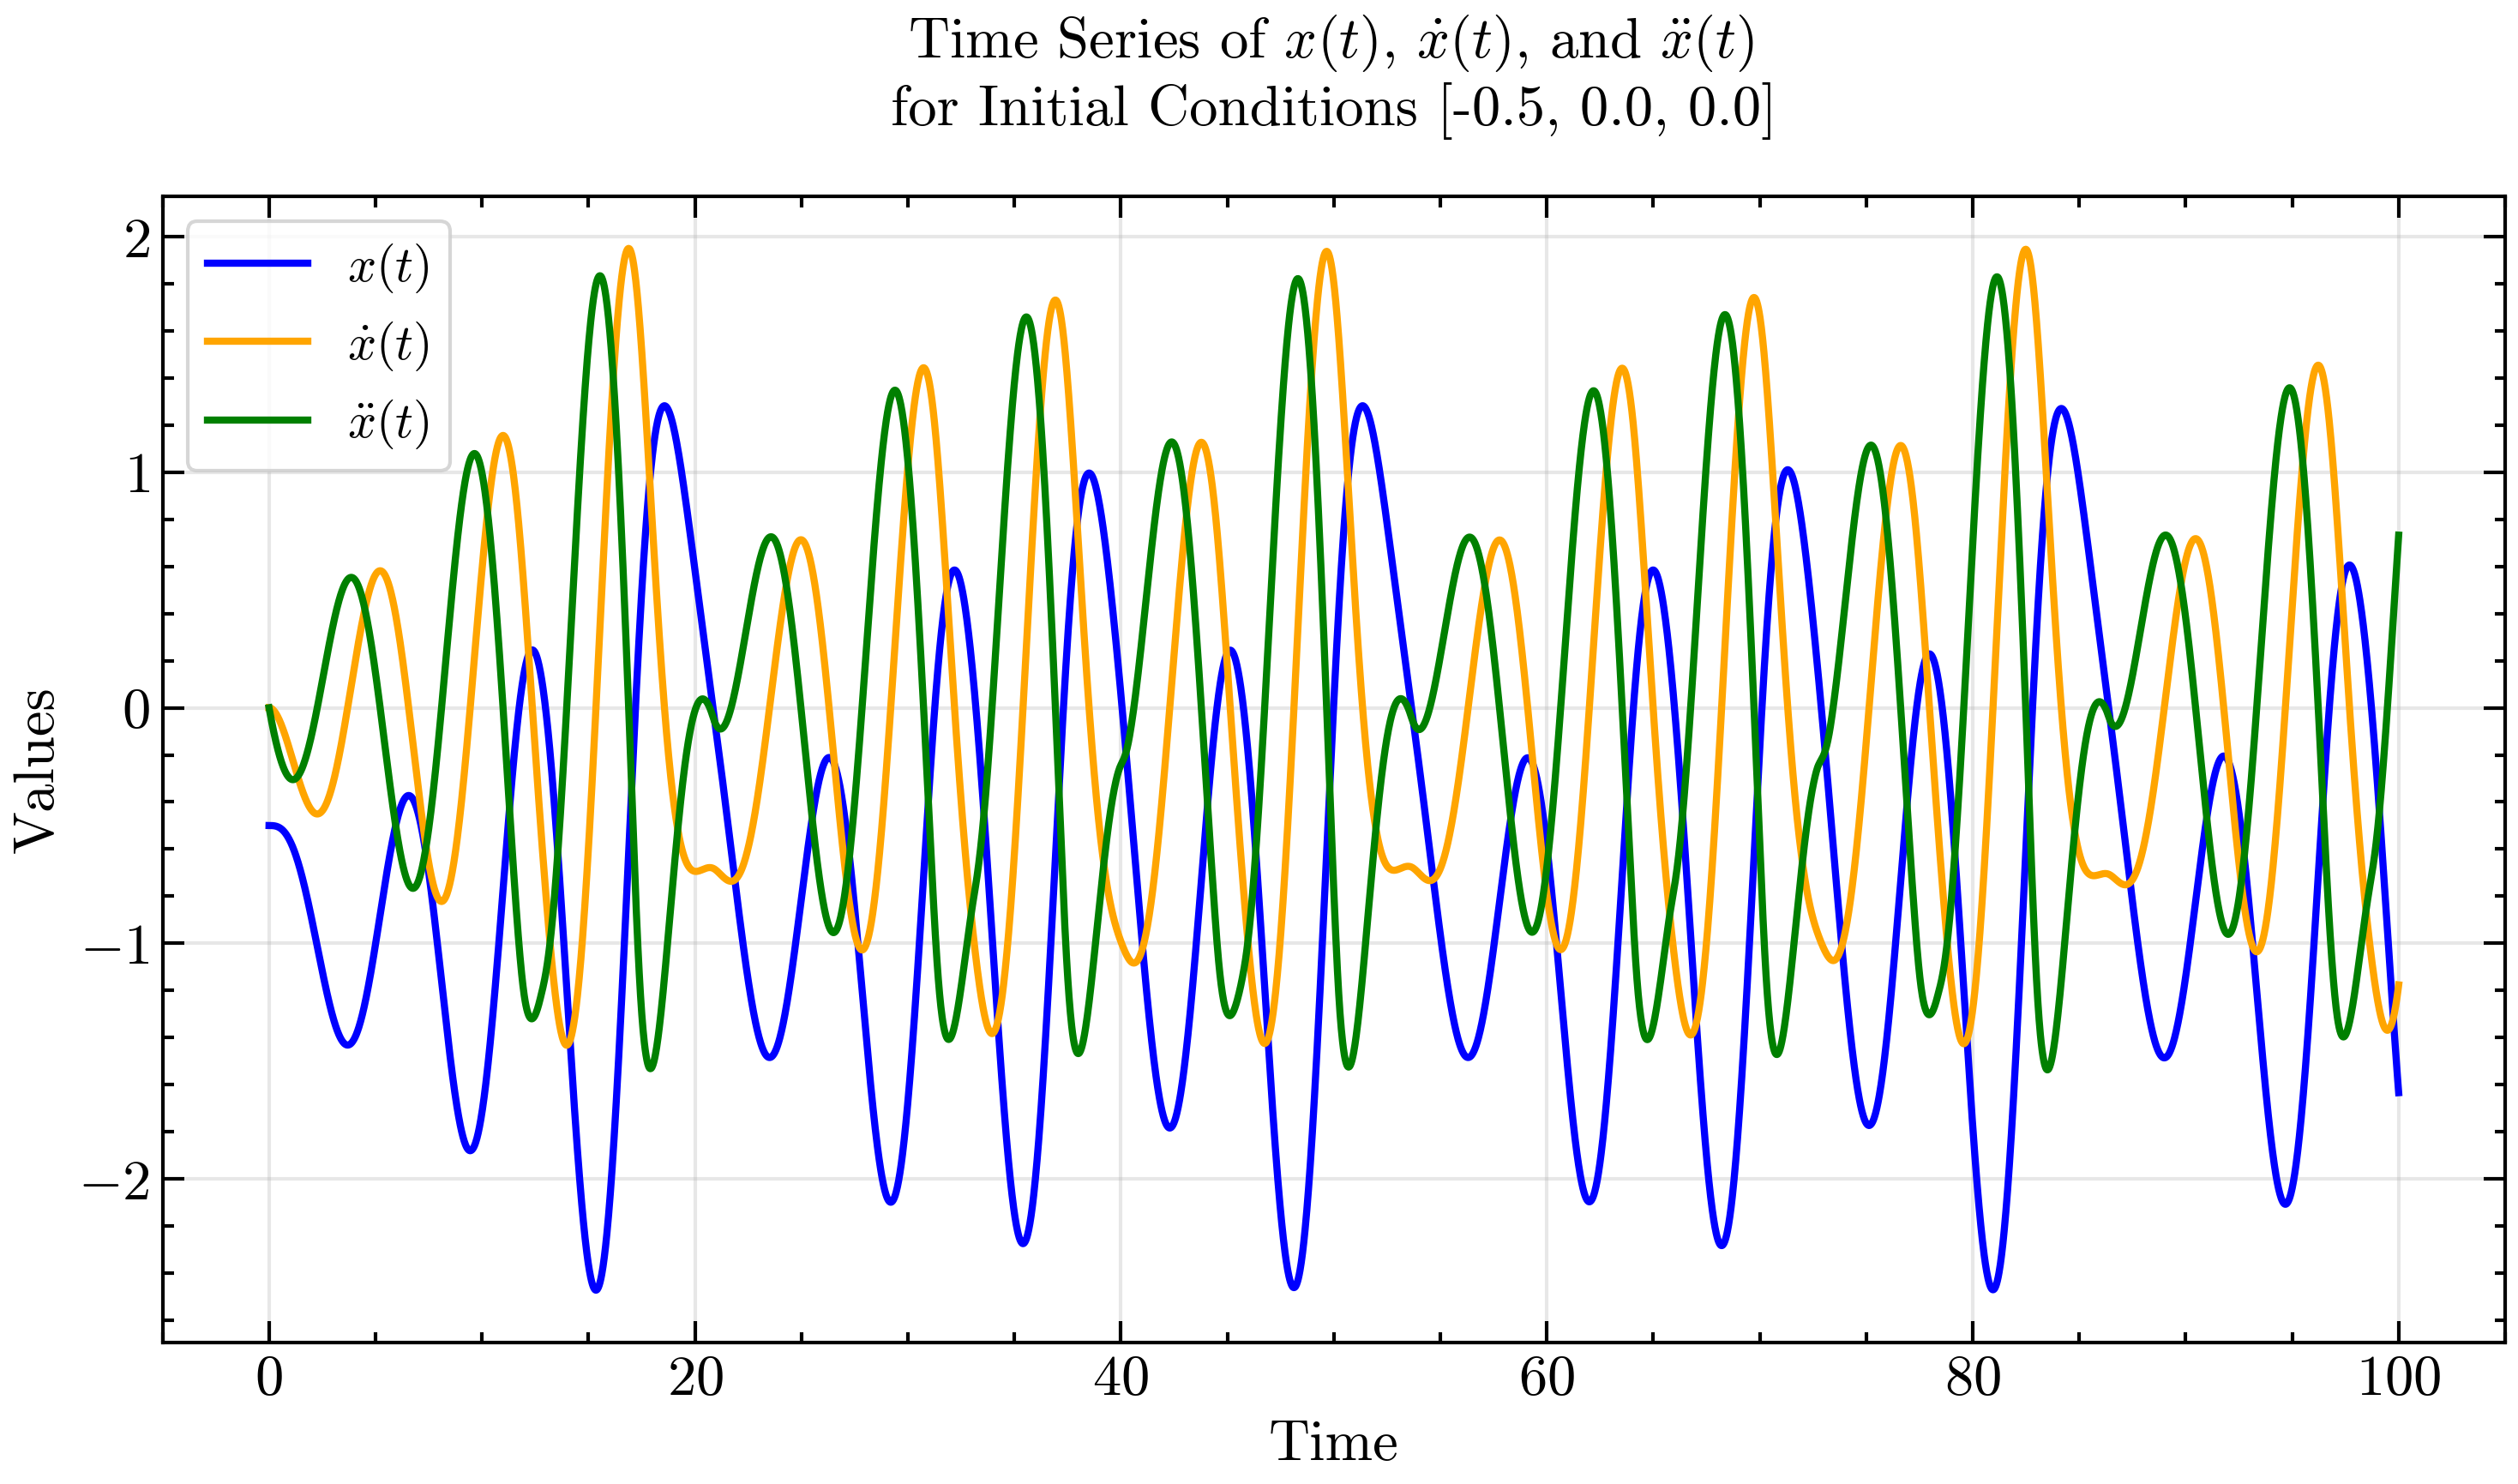 Time Series of x(t), ẋ(t), and ẍ(t)
for Initial Conditions [-0.5, 0.0, 0.0]
x(t)
ẋ(t)
ẍ(t)
Values
2
1
0
−1
−2
0 20 40 60 80 100
Time